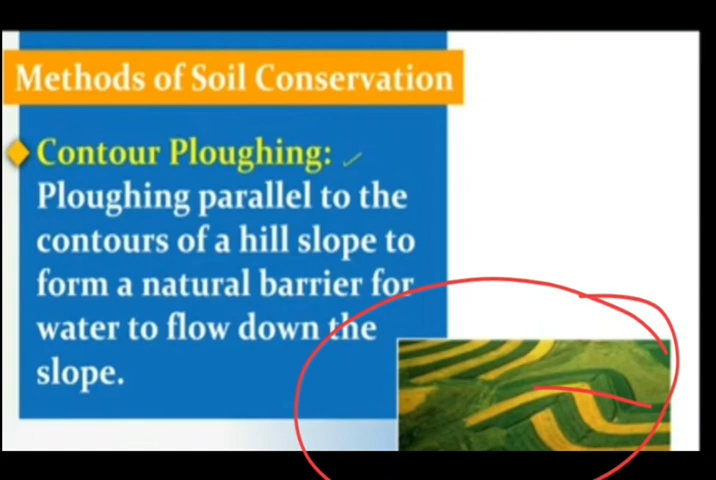 Methods of Soil Conservation
Contour Ploughing:
Ploughing parallel to the
contours of a hill slope to
form a natural barrier for
water to flow down the
slope.